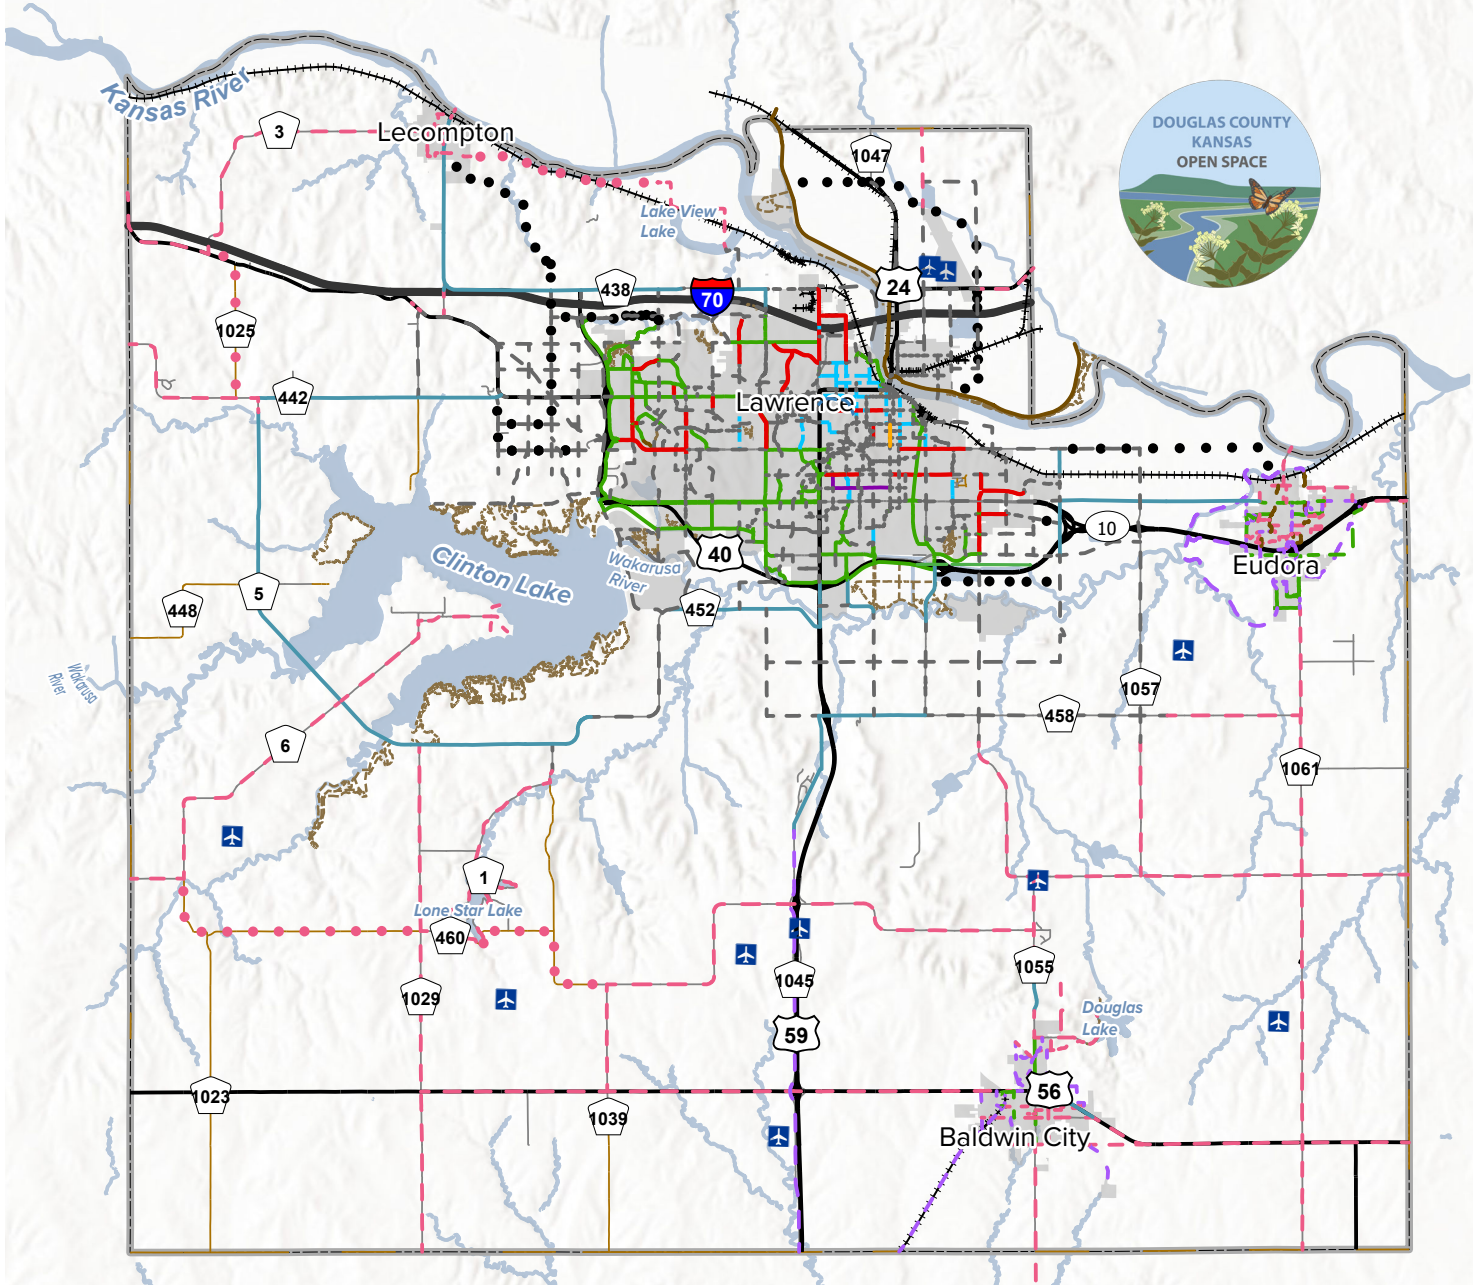 Kansas River
3
Lecompton
1047
DOUGLAS COUNTY
KANSAS
OPEN SPACE
Lake View
Lake
438
70
24
1025
442
Lawrence
10
40
Clinton Lake
Wakarusa
River
Eudora
5
448
452
Wakarusa
River
1057
458
6
1061
1
Lone Star Lake
460
1029
1045
1055
59
Douglas
Lake
1023
1039
56
Baldwin City